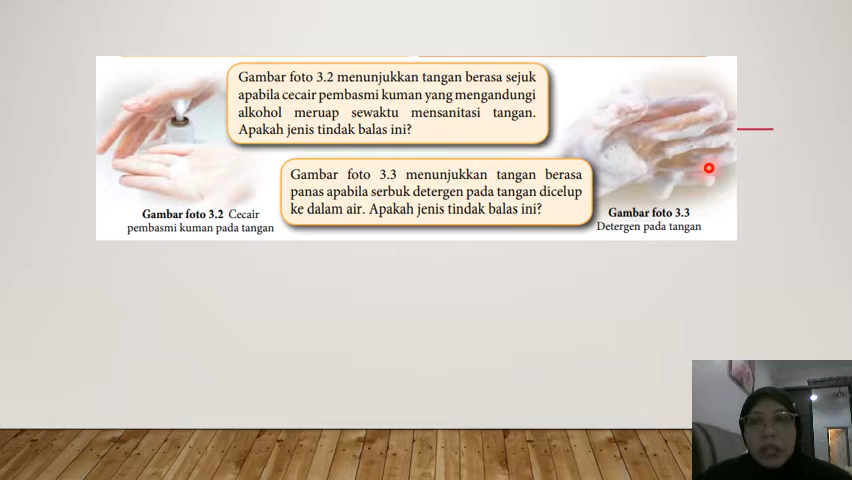 Gambar foto 3.2 menunjukkan tangan berasa sejuk
apabila cecair pembasmi kuman yang mengandungi
alkohol meruap sewaktu mensanitasi tangan.
Apakah jenis tindak balas ini?
Gambar foto 3.3 menunjukkan tangan berasa
panas apabila serbuk detergen pada tangan dicelup
ke dalam air. Apakah jenis tindak balas ini?
Gambar foto 3.2 Cecair
pembasmi kuman pada tangan
Gambar foto 3.3
Detergen pada tangan